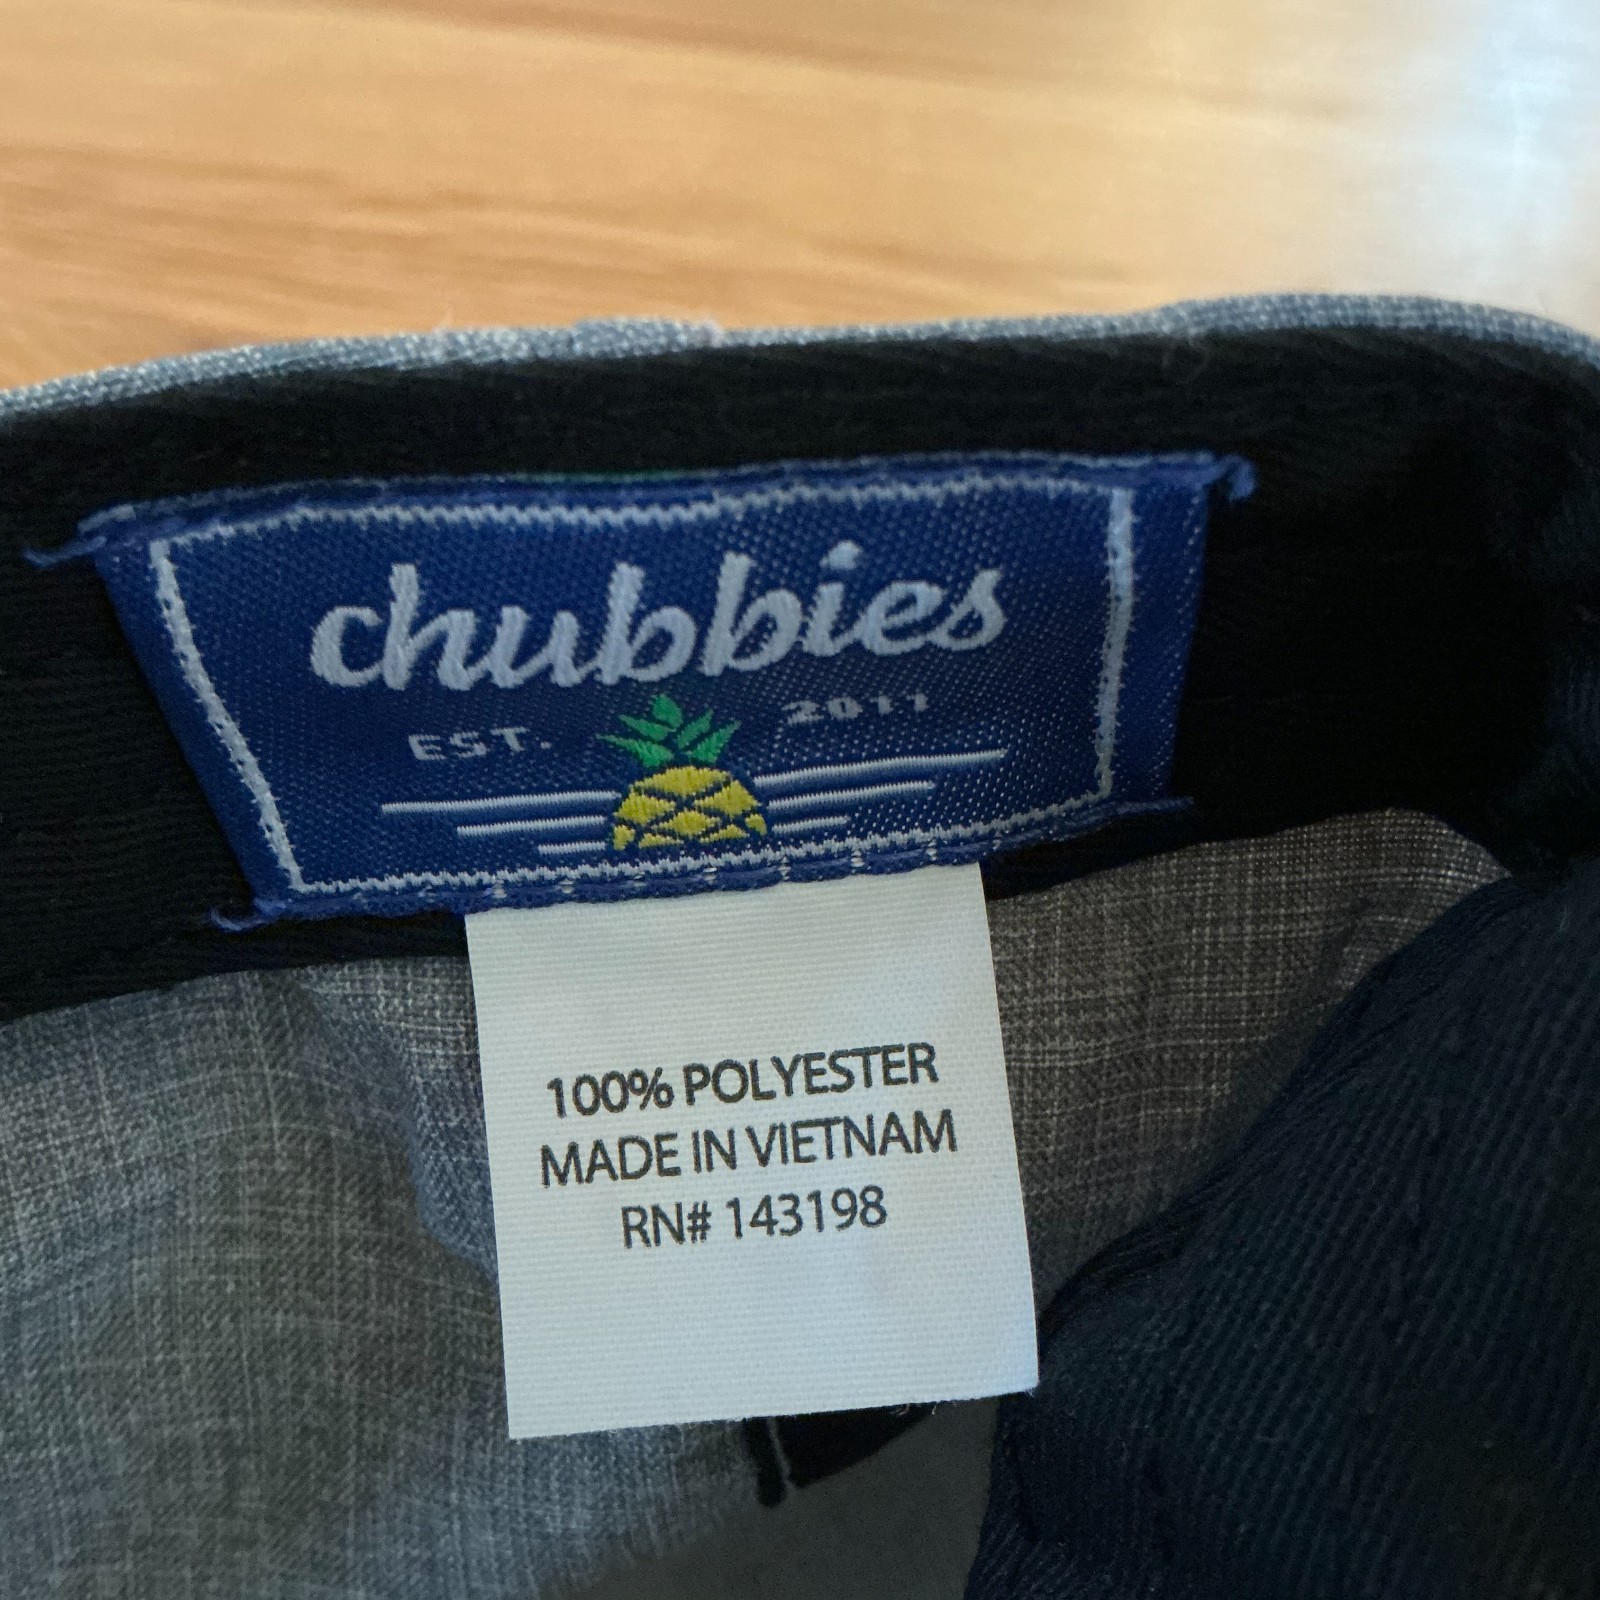 chubbies
EST. 2011
100% POLYESTER
MADE IN VIETNAM
RN# 143198